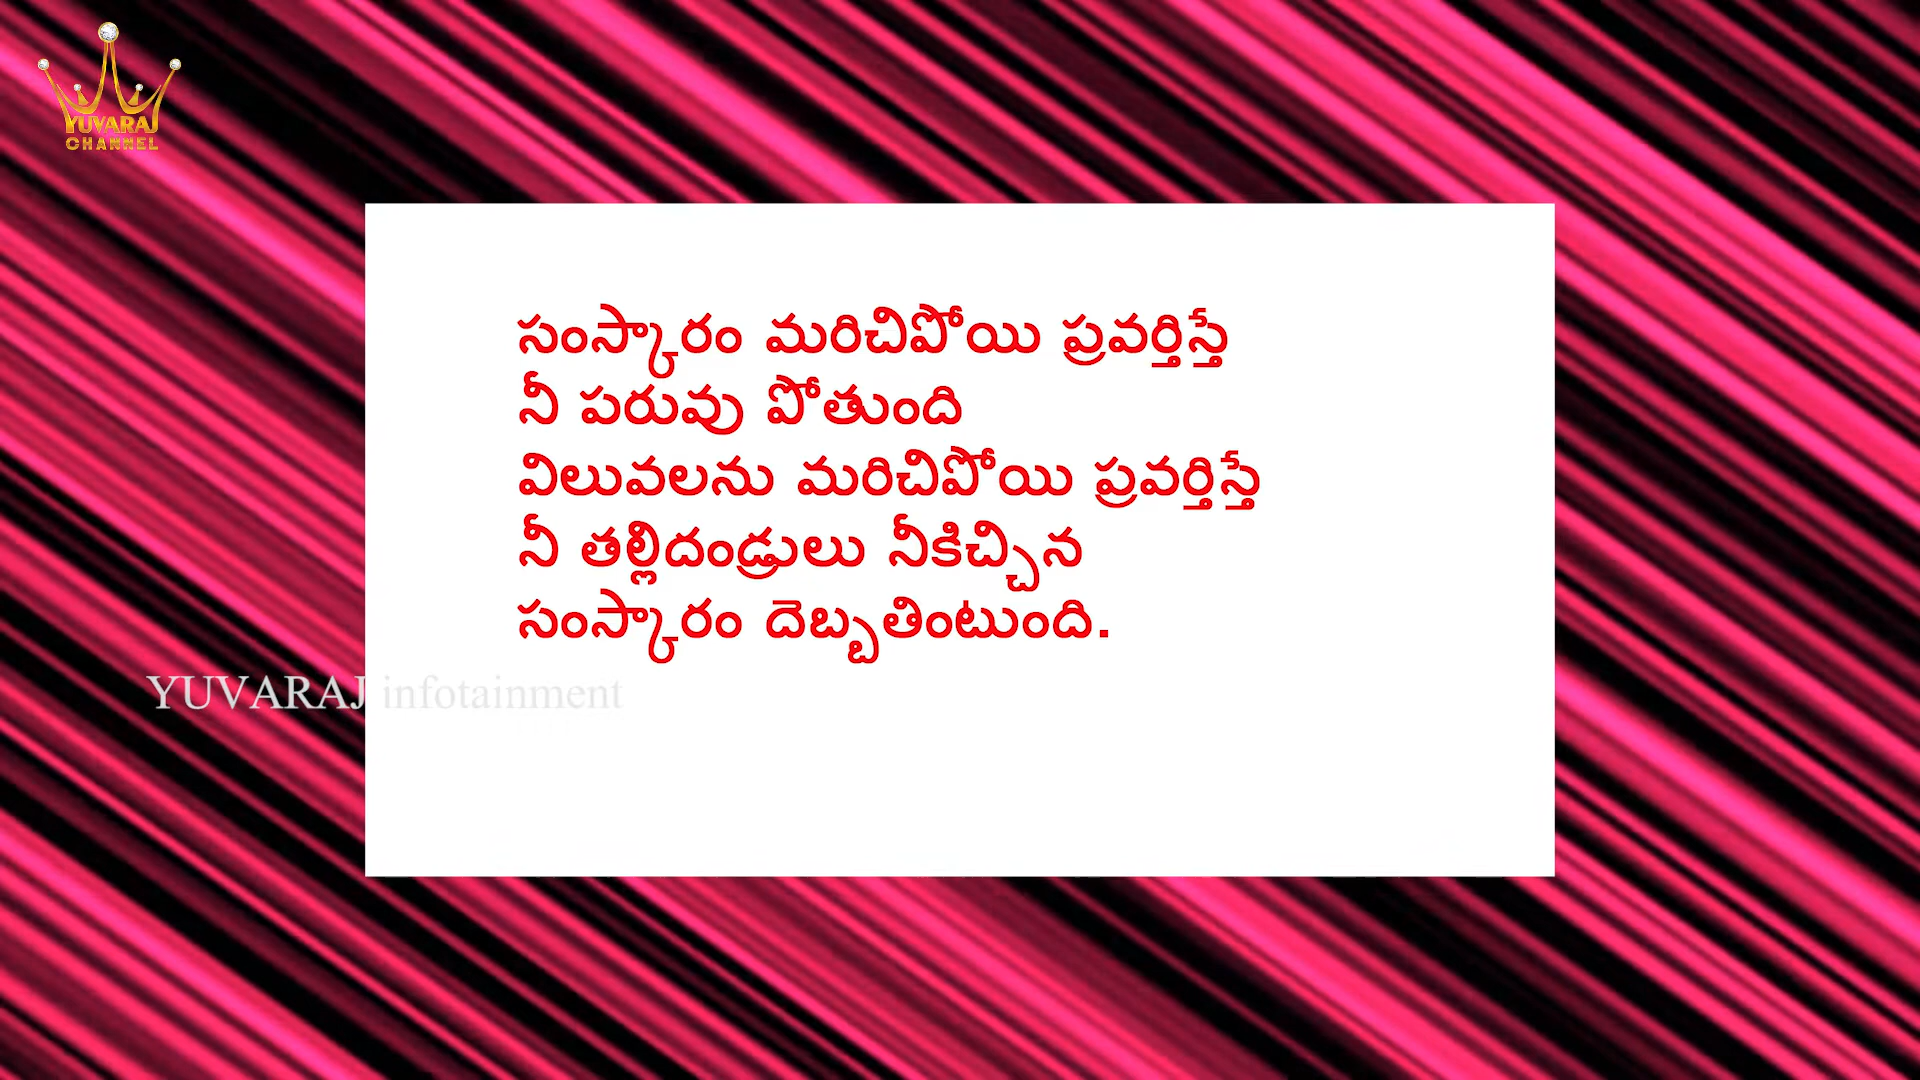 YUVARAJ
CHANNEL
సంస్కారం మరిచిపోయి ప్రవర్తిస్తే
నీ పరువు పోతుంది
విలువలను మరిచిపోయి ప్రవర్తిస్తే
నీ తల్లిదండ్రులు నీకిచ్చిన
సంస్కారం దెబ్బతింటుంది.
YUVARAJ infotainment